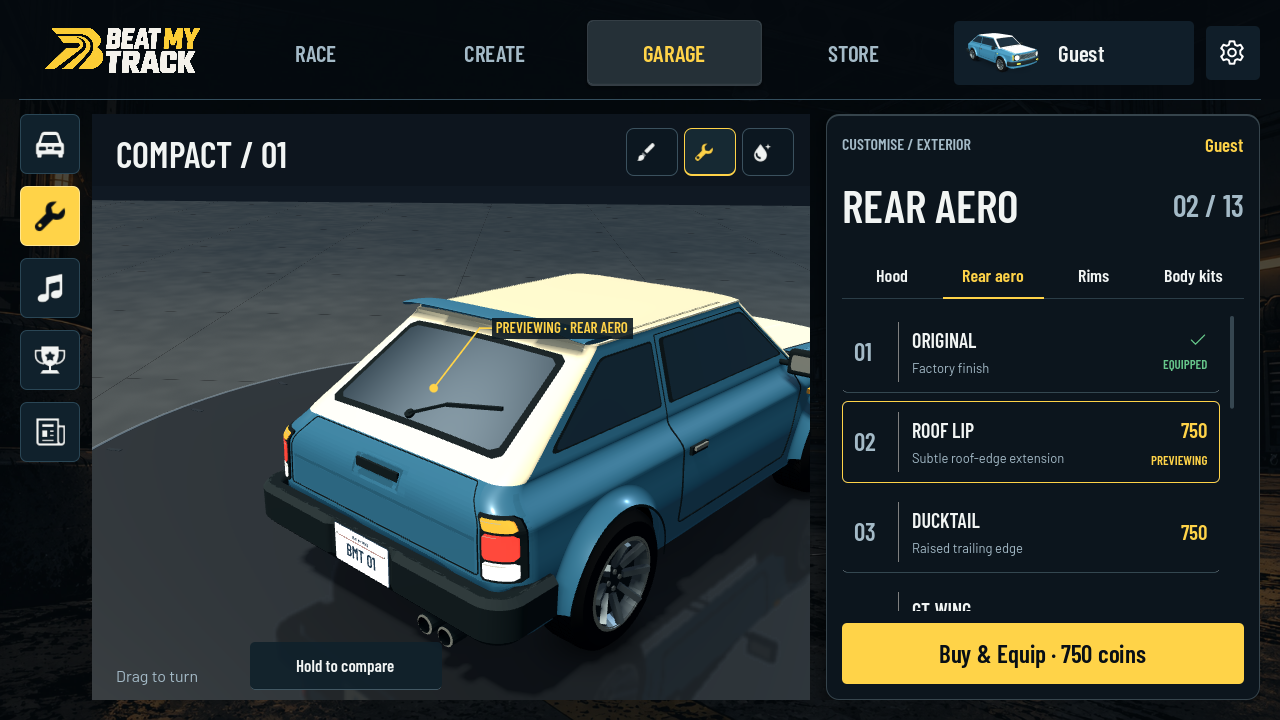 BEAT MY
TRACK
RACE
CREATE
GARAGE
STORE
Guest
COMPACT / 01
PREVIEWING · REAR AERO
BMT 01
Drag to turn
Hold to compare
CUSTOMISE / EXTERIOR
Guest
REAR AERO
02 / 13
Hood
Rear aero
Rims
Body kits
01
ORIGINAL
Factory finish
EQUIPPED
02
ROOF LIP
Subtle roof-edge extension
750
PREVIEWING
03
DUCKTAIL
Raised trailing edge
750
GT WING
Buy & Equip · 750 coins